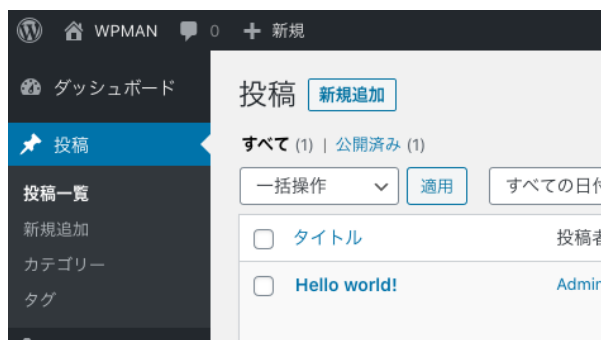 WPMAN 0 新規
ダッシュボード
投稿
投稿一覧
新規追加
カテゴリー
タグ
投稿 新規追加
すべて (1) | 公開済み (1)
一括操作 適用 すべての日付
タイトル 投稿者
Hello world! Admin